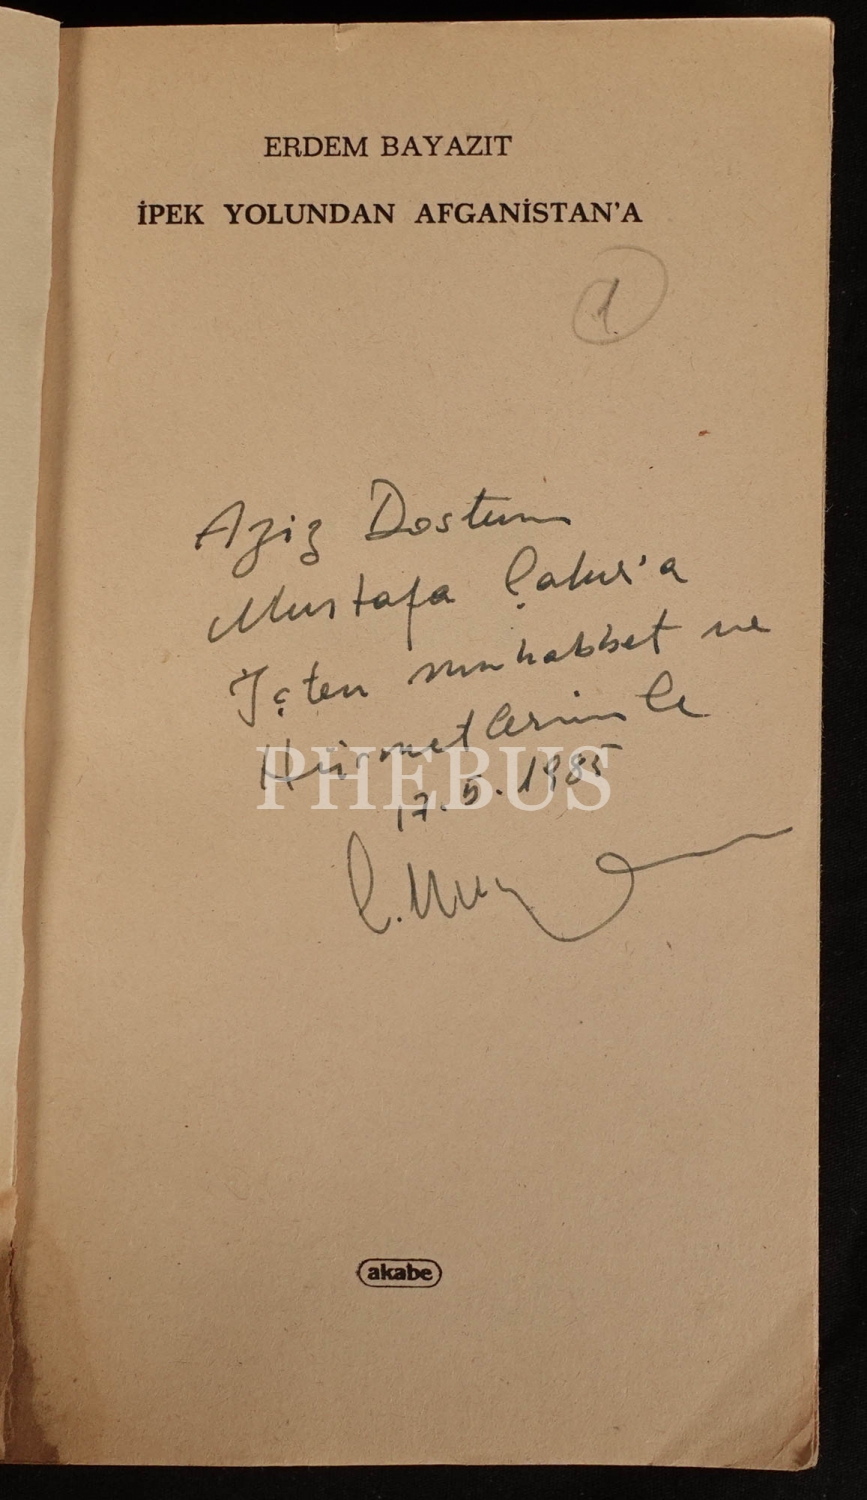 ERDEM BAYAZIT
İPEK YOLUNDAN AFGANİSTAN'A
1
Aziz Dostum
Mustafa Çakır'a
İçten muhabbet ve
Hürmetlerimle
PHEBUS
17.5.1985
akabe